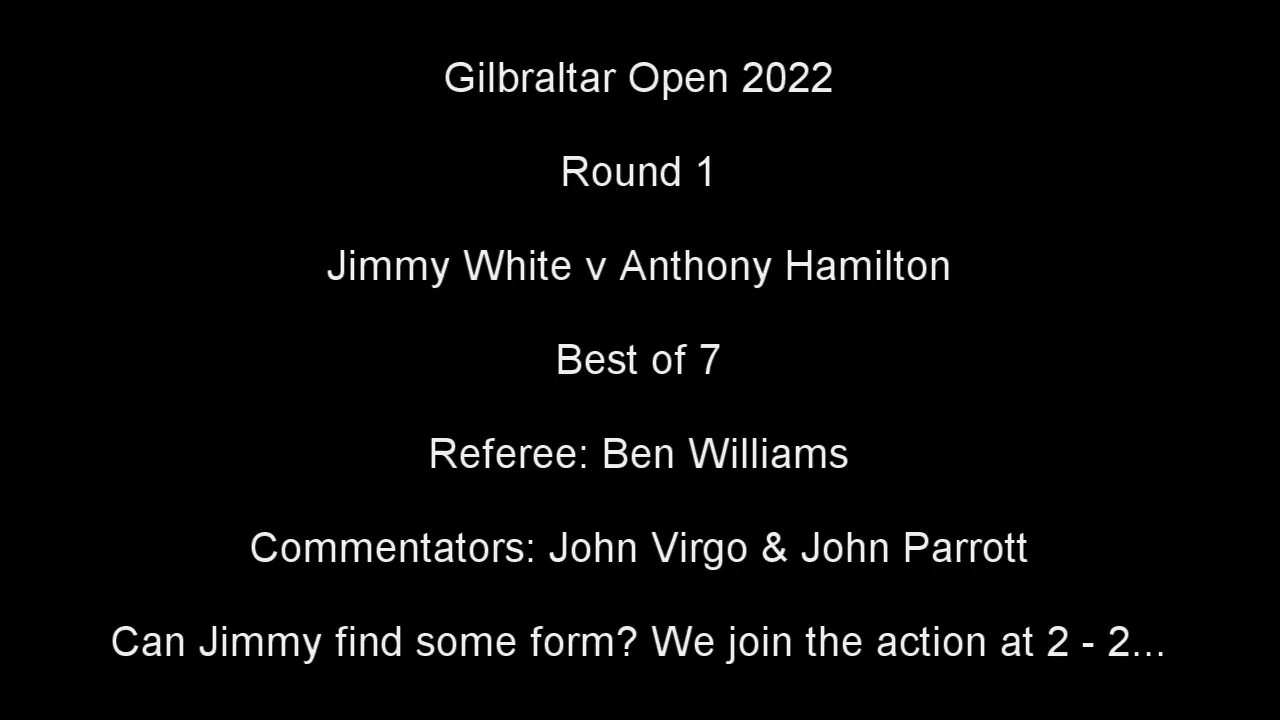 Gilbraltar Open 2022
Round 1
Jimmy White v Anthony Hamilton
Best of 7
Referee: Ben Williams
Commentators: John Virgo & John Parrott
Can Jimmy find some form? We join the action at 2 - 2...